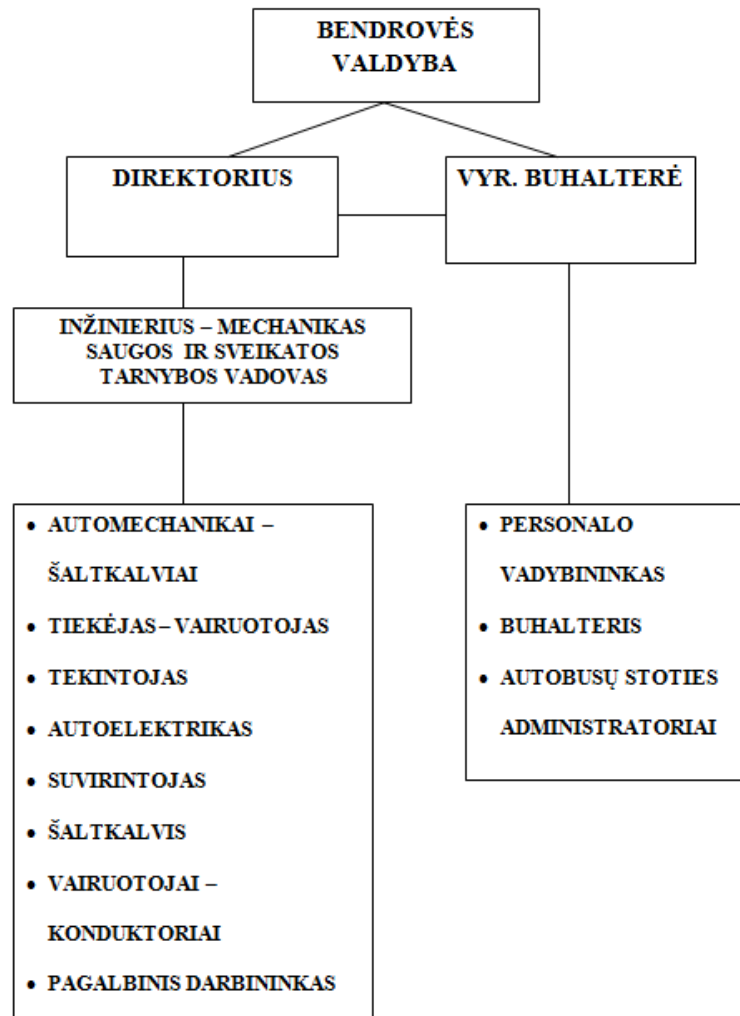 BENDROVĖS
VALDYBA
DIREKTORIUS
VYR. BUHALTERĖ
INŽINIERIUS – MECHANIKAS
SAUGOS IR SVEIKATOS
TARNYBOS VADOVAS
• AUTOMECHANIKAI –
ŠALTKALVIAI
• TIEKĖJAS – VAIRUOTOJAS
• TEKINTOJAS
• AUTOELEKTRIKAS
• SUVIRINTOJAS
• ŠALTKALVIS
• VAIRUOTOJAI –
KONDUKTORIAI
• PAGALBINIS DARBININKAS
• PERSONALO
VADYBININKAS
• BUHALTERIS
• AUTOBUSŲ STOTIES
ADMINISTRATORIAI